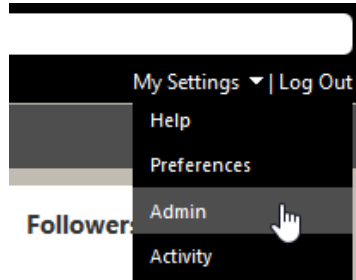 My Settings ▼ | Log Out
Help
Preferences
Admin
Followers
Activity